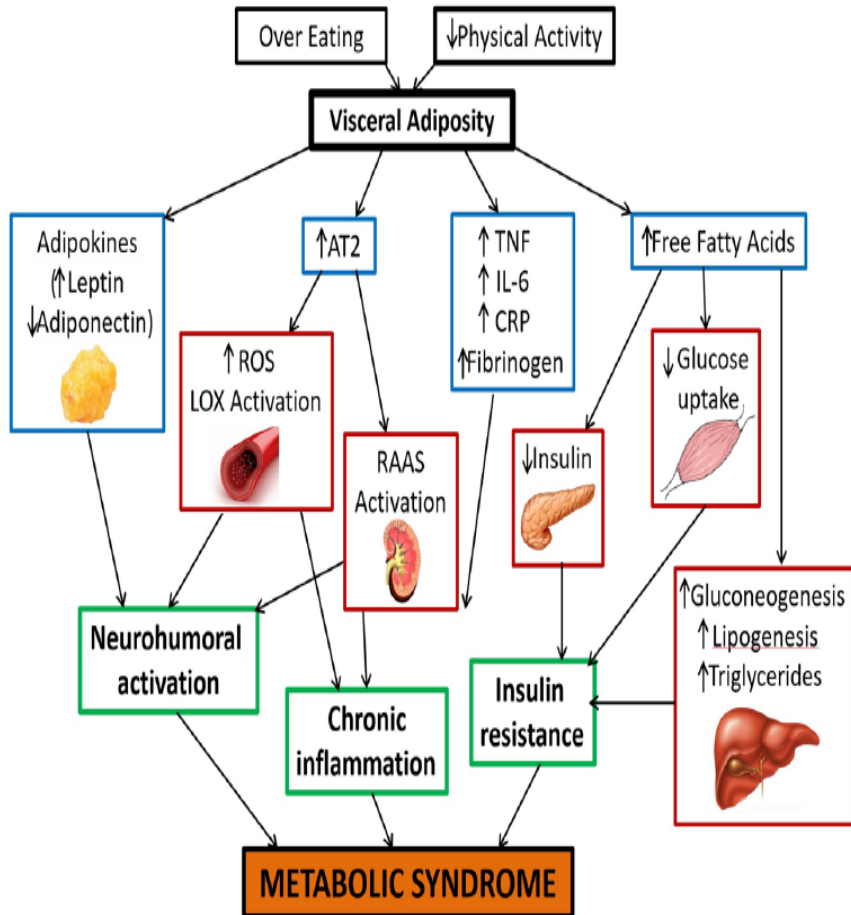 Over Eating
↓Physical Activity
Visceral Adiposity
Adipokines
(↑Leptin
↓Adiponectin)
↑AT2
↑ TNF
↑ IL-6
↑ CRP
↑Fibrinogen
↑Free Fatty Acids
↑ROS
LOX Activation
↓ Glucose
uptake
RAAS
Activation
↓Insulin
↑Gluconeogenesis
↑Lipogenesis
↑Triglycerides
Neurohumoral
activation
Chronic
inflammation
Insulin
resistance
METABOLIC SYNDROME